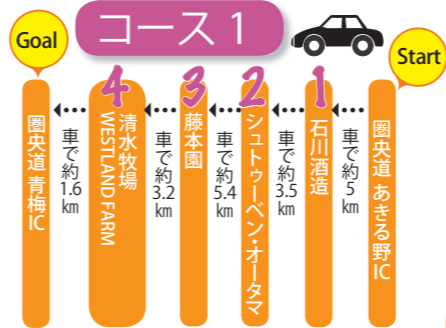 コース 1
Start
圏央道 あきる野IC
車で約5km
1
石川酒造
車で約3.5km
2
シュトゥーベン・オータマ
車で約5.4km
3
藤本園
車で約3.2km
4
清水牧場
WESTLAND FARM
車で約1.6km
圏央道 青梅IC
Goal